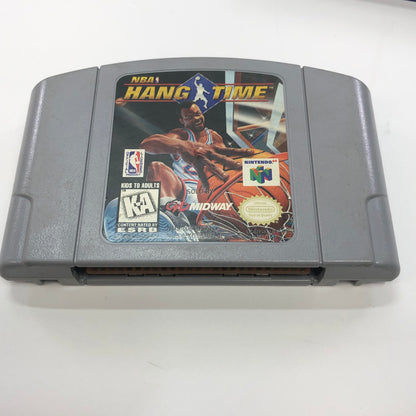 NBA
HANG TIME
NBA
NINTENDO 64
KIDS TO ADULTS
K-A
CONTENT RATED BY
ESRB
MIDWAY